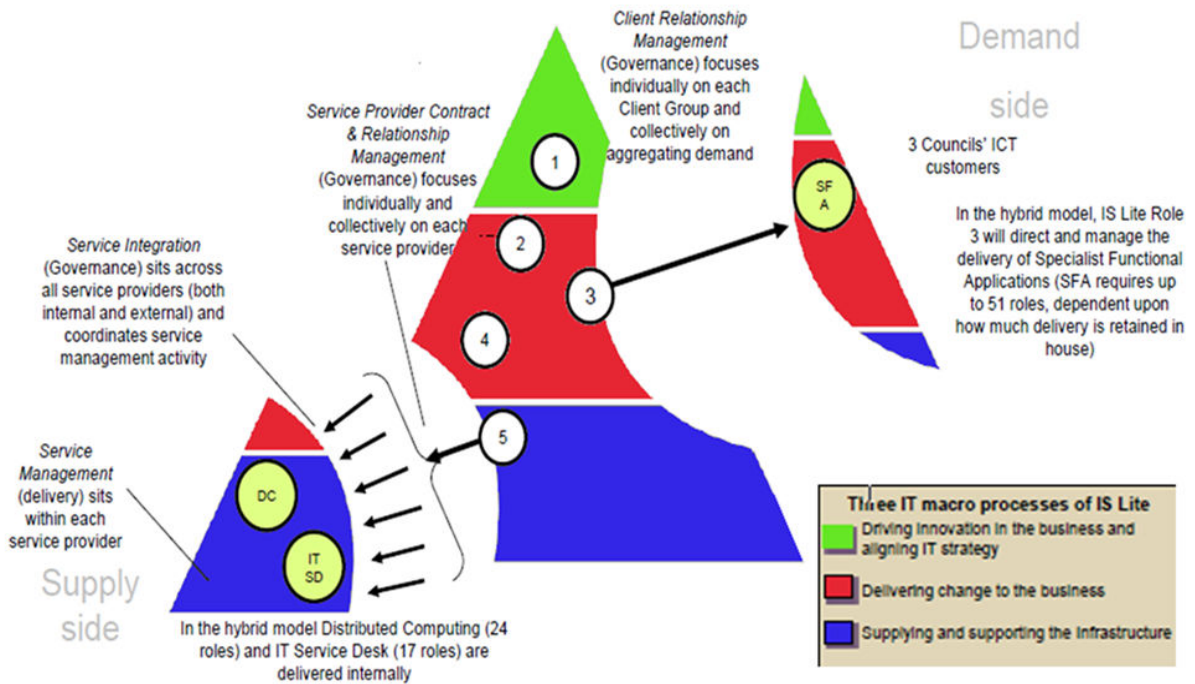 Client Relationship
Management
(Governance) focuses
individually on each
Client Group and
collectively on
aggregating demand
Demand
side
Service Provider Contract
& Relationship
Management
(Governance) focuses
individually and
collectively on each
service provider
3 Councils' ICT
customers
1
2
3
4
5
SF
A
In the hybrid model, IS Lite Role
3 will direct and manage the
delivery of Specialist Functional
Applications (SFA requires up
to 51 roles, dependent upon
how much delivery is retained in
house)
Service Integration
(Governance) sits across
all service providers (both
internal and external) and
coordinates service
management activity
Service
Management
(delivery) sits
within each
service provider
DC
IT
SD
Supply
side
In the hybrid model Distributed Computing (24
roles) and IT Service Desk (17 roles) are
delivered internally
Three IT macro processes of IS Lite
Driving innovation in the business and
aligning IT strategy
Delivering change to the business
Supplying and supporting the Infrastructure